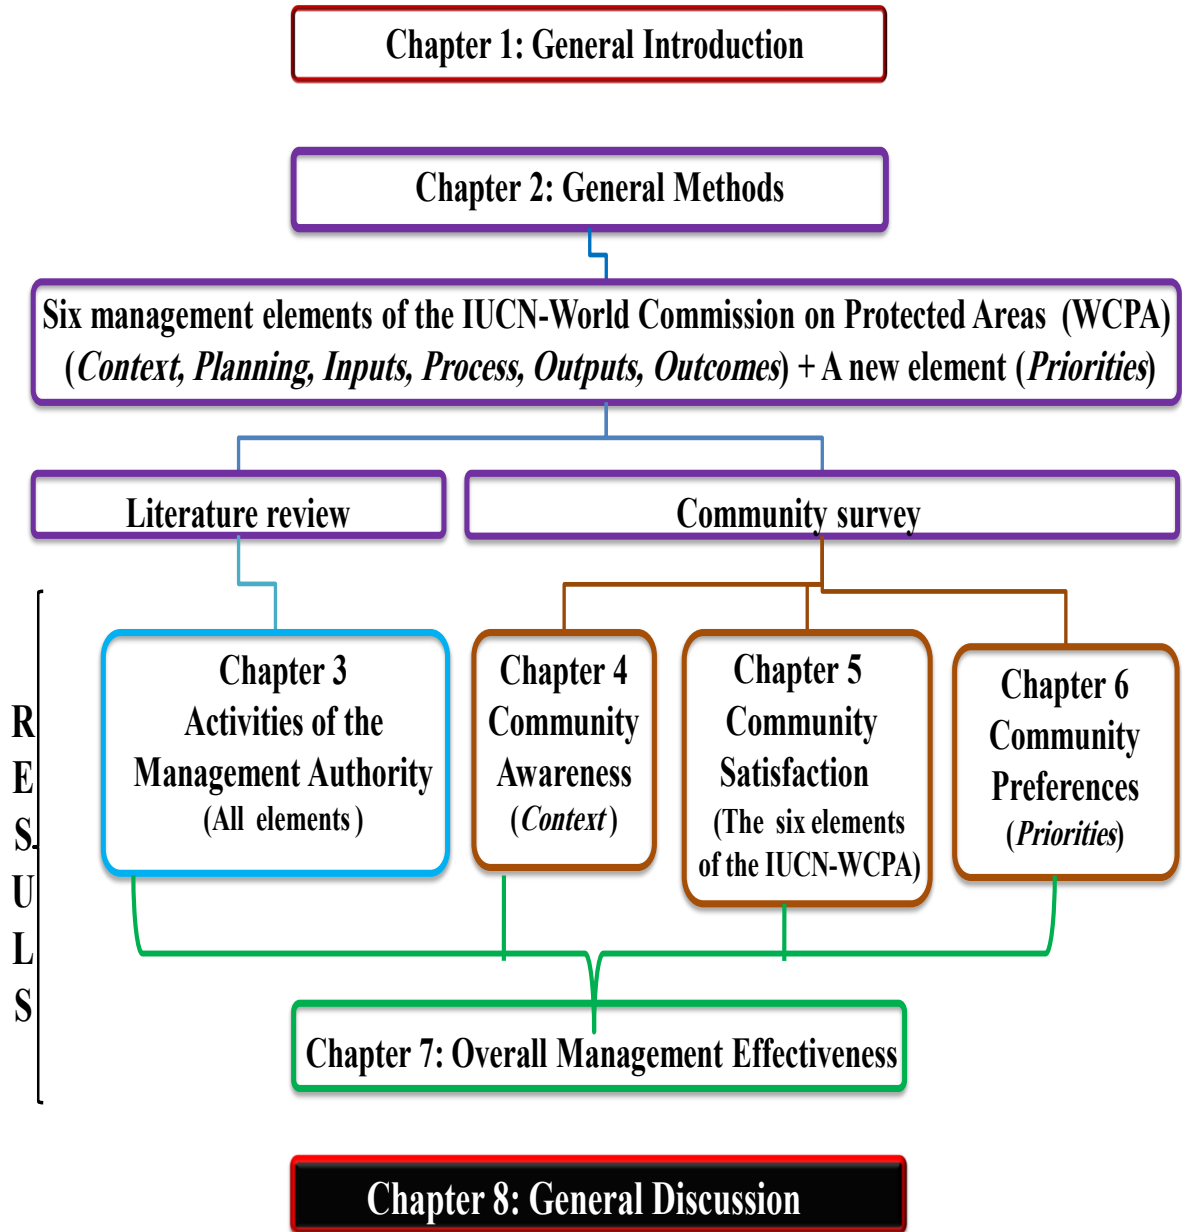 Chapter 1: General Introduction
Chapter 2: General Methods
Six management elements of the IUCN-World Commission on Protected Areas (WCPA)
(Context, Planning, Inputs, Process, Outputs, Outcomes) + A new element (Priorities)
Literature review
Community survey
R
E
S
U
L
S
Chapter 3
Activities of the
Management Authority
(All elements)
Chapter 4
Community
Awareness
(Context)
Chapter 5
Community
Satisfaction
(The six elements
of the IUCN-WCPA)
Chapter 6
Community
Preferences
(Priorities)
Chapter 7: Overall Management Effectiveness
Chapter 8: General Discussion